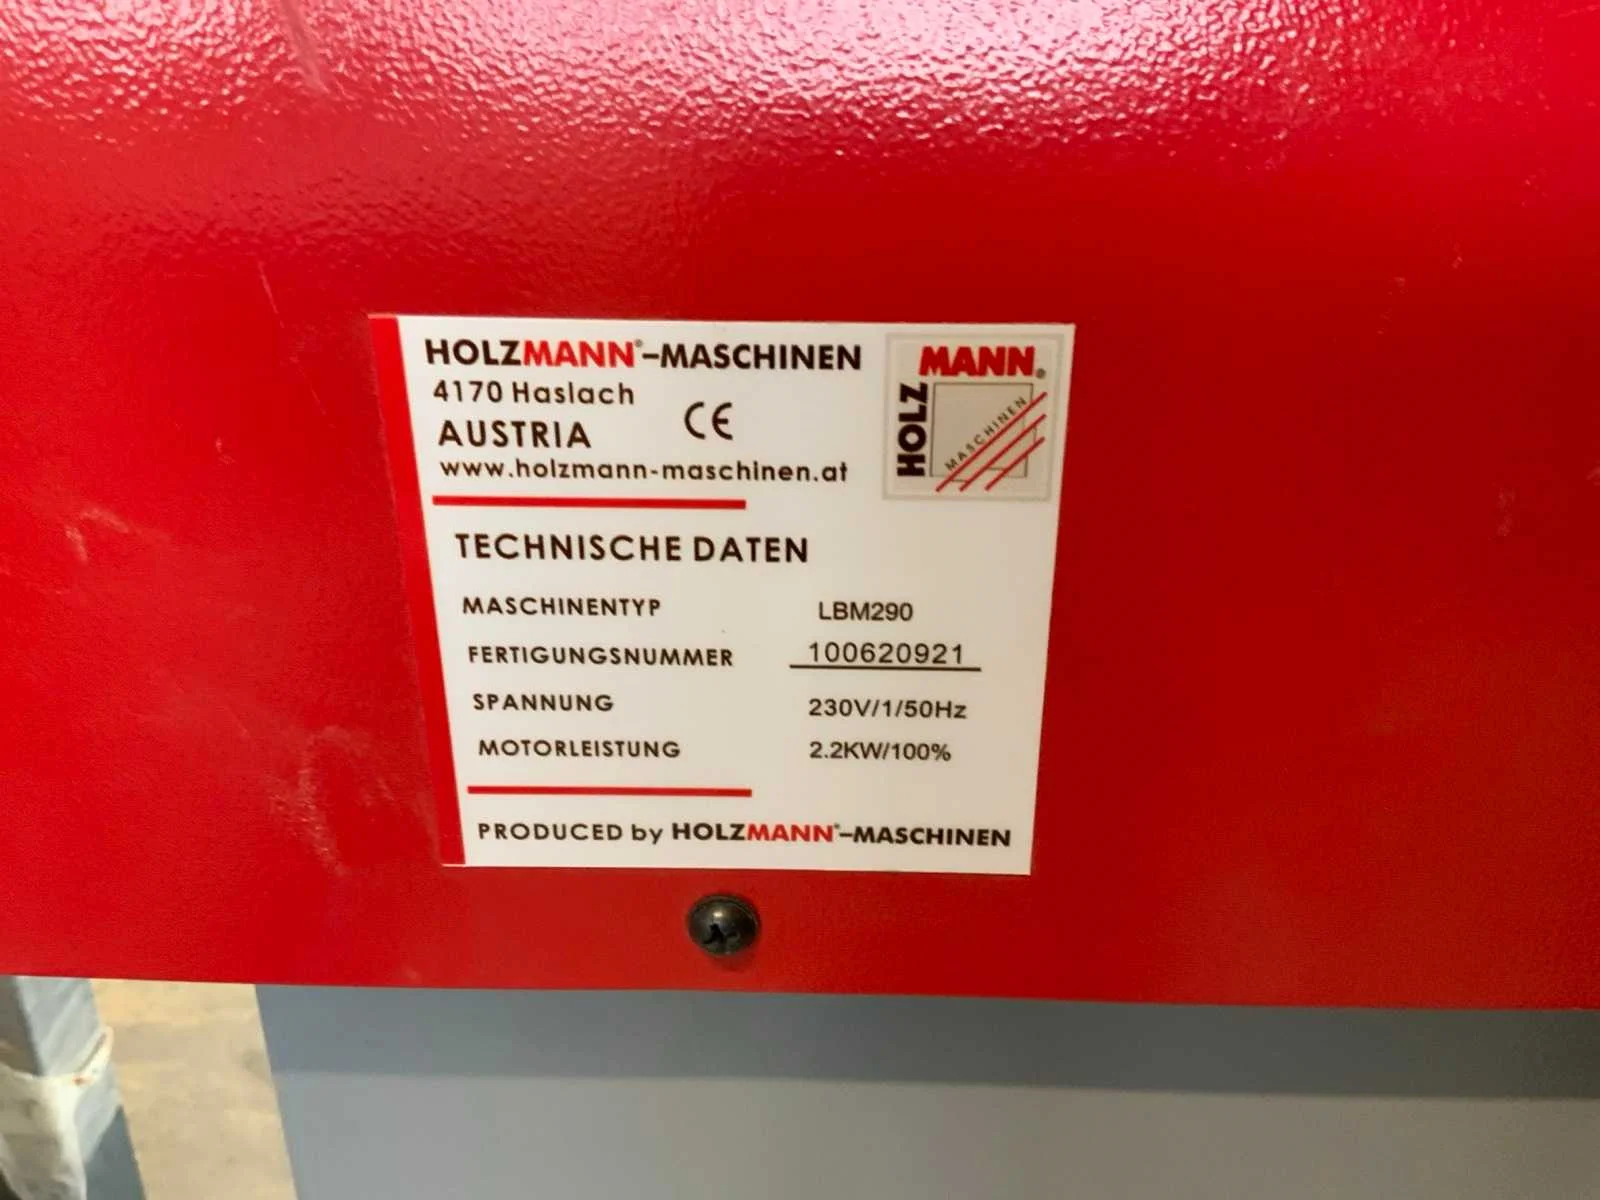 HOLZMANN®-MASCHINEN
4170 Haslach
AUSTRIA
CE
www.holzmann-maschinen.at
MANN®
HOLZ
MASCHINEN
TECHNISCHE DATEN
MASCHINENTYP LBM290
FERTIGUNGSNUMMER 100620921
SPANNUNG 230V/1/50Hz
MOTORLEISTUNG 2.2KW/100%
PRODUCED by HOLZMANN®-MASCHINEN